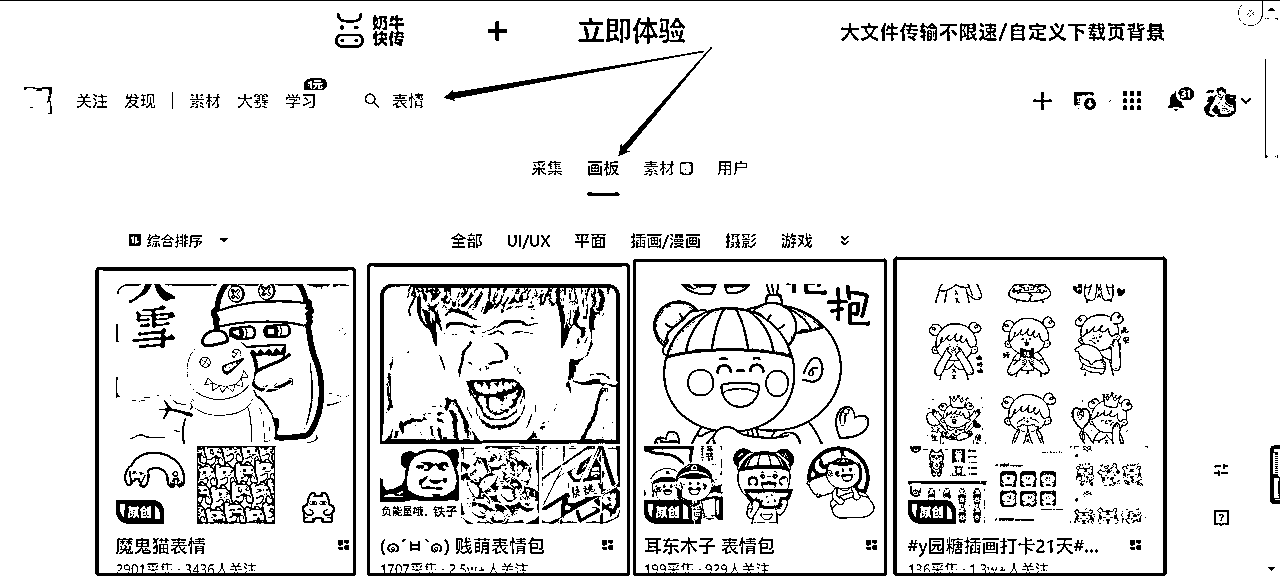 奶牛
快传
立即体验
大文件传输不限速/自定义下载页背景
关注 发现 素材 大赛 学习 表情
31
采集 画板 素材 用户
综合排序 全部 UI/UX 平面 插画/漫画 摄影 游戏
大
雪
抱抱
负能量哦，铁子
原创
原创
原创
魔鬼猫表情
(๑´ㅂ`๑) 贱萌表情包
耳东木子 表情包
#y园糖插画打卡21天#...
2901采集 · 3436人关注
1707采集 · 2.5w+人关注
199采集 · 929人关注
136采集 · 1.3w+人关注